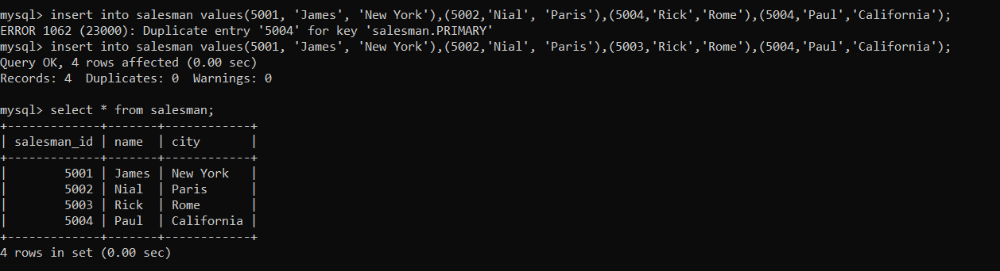 mysql> insert into salesman values(5001, 'James', 'New York'),(5002,'Nial', 'Paris'),(5004,'Rick','Rome'),(5004,'Paul','California');
ERROR 1062 (23000): Duplicate entry '5004' for key 'salesman.PRIMARY'
mysql> insert into salesman values(5001, 'James', 'New York'),(5002,'Nial', 'Paris'),(5003,'Rick','Rome'),(5004,'Paul','California');
Query OK, 4 rows affected (0.00 sec)
Records: 4  Duplicates: 0  Warnings: 0

mysql> select * from salesman;
+-------------+-------+------------+
| salesman_id | name  | city       |
+-------------+-------+------------+
|        5001 | James | New York   |
|        5002 | Nial  | Paris      |
|        5003 | Rick  | Rome       |
|        5004 | Paul  | California |
+-------------+-------+------------+
4 rows in set (0.00 sec)